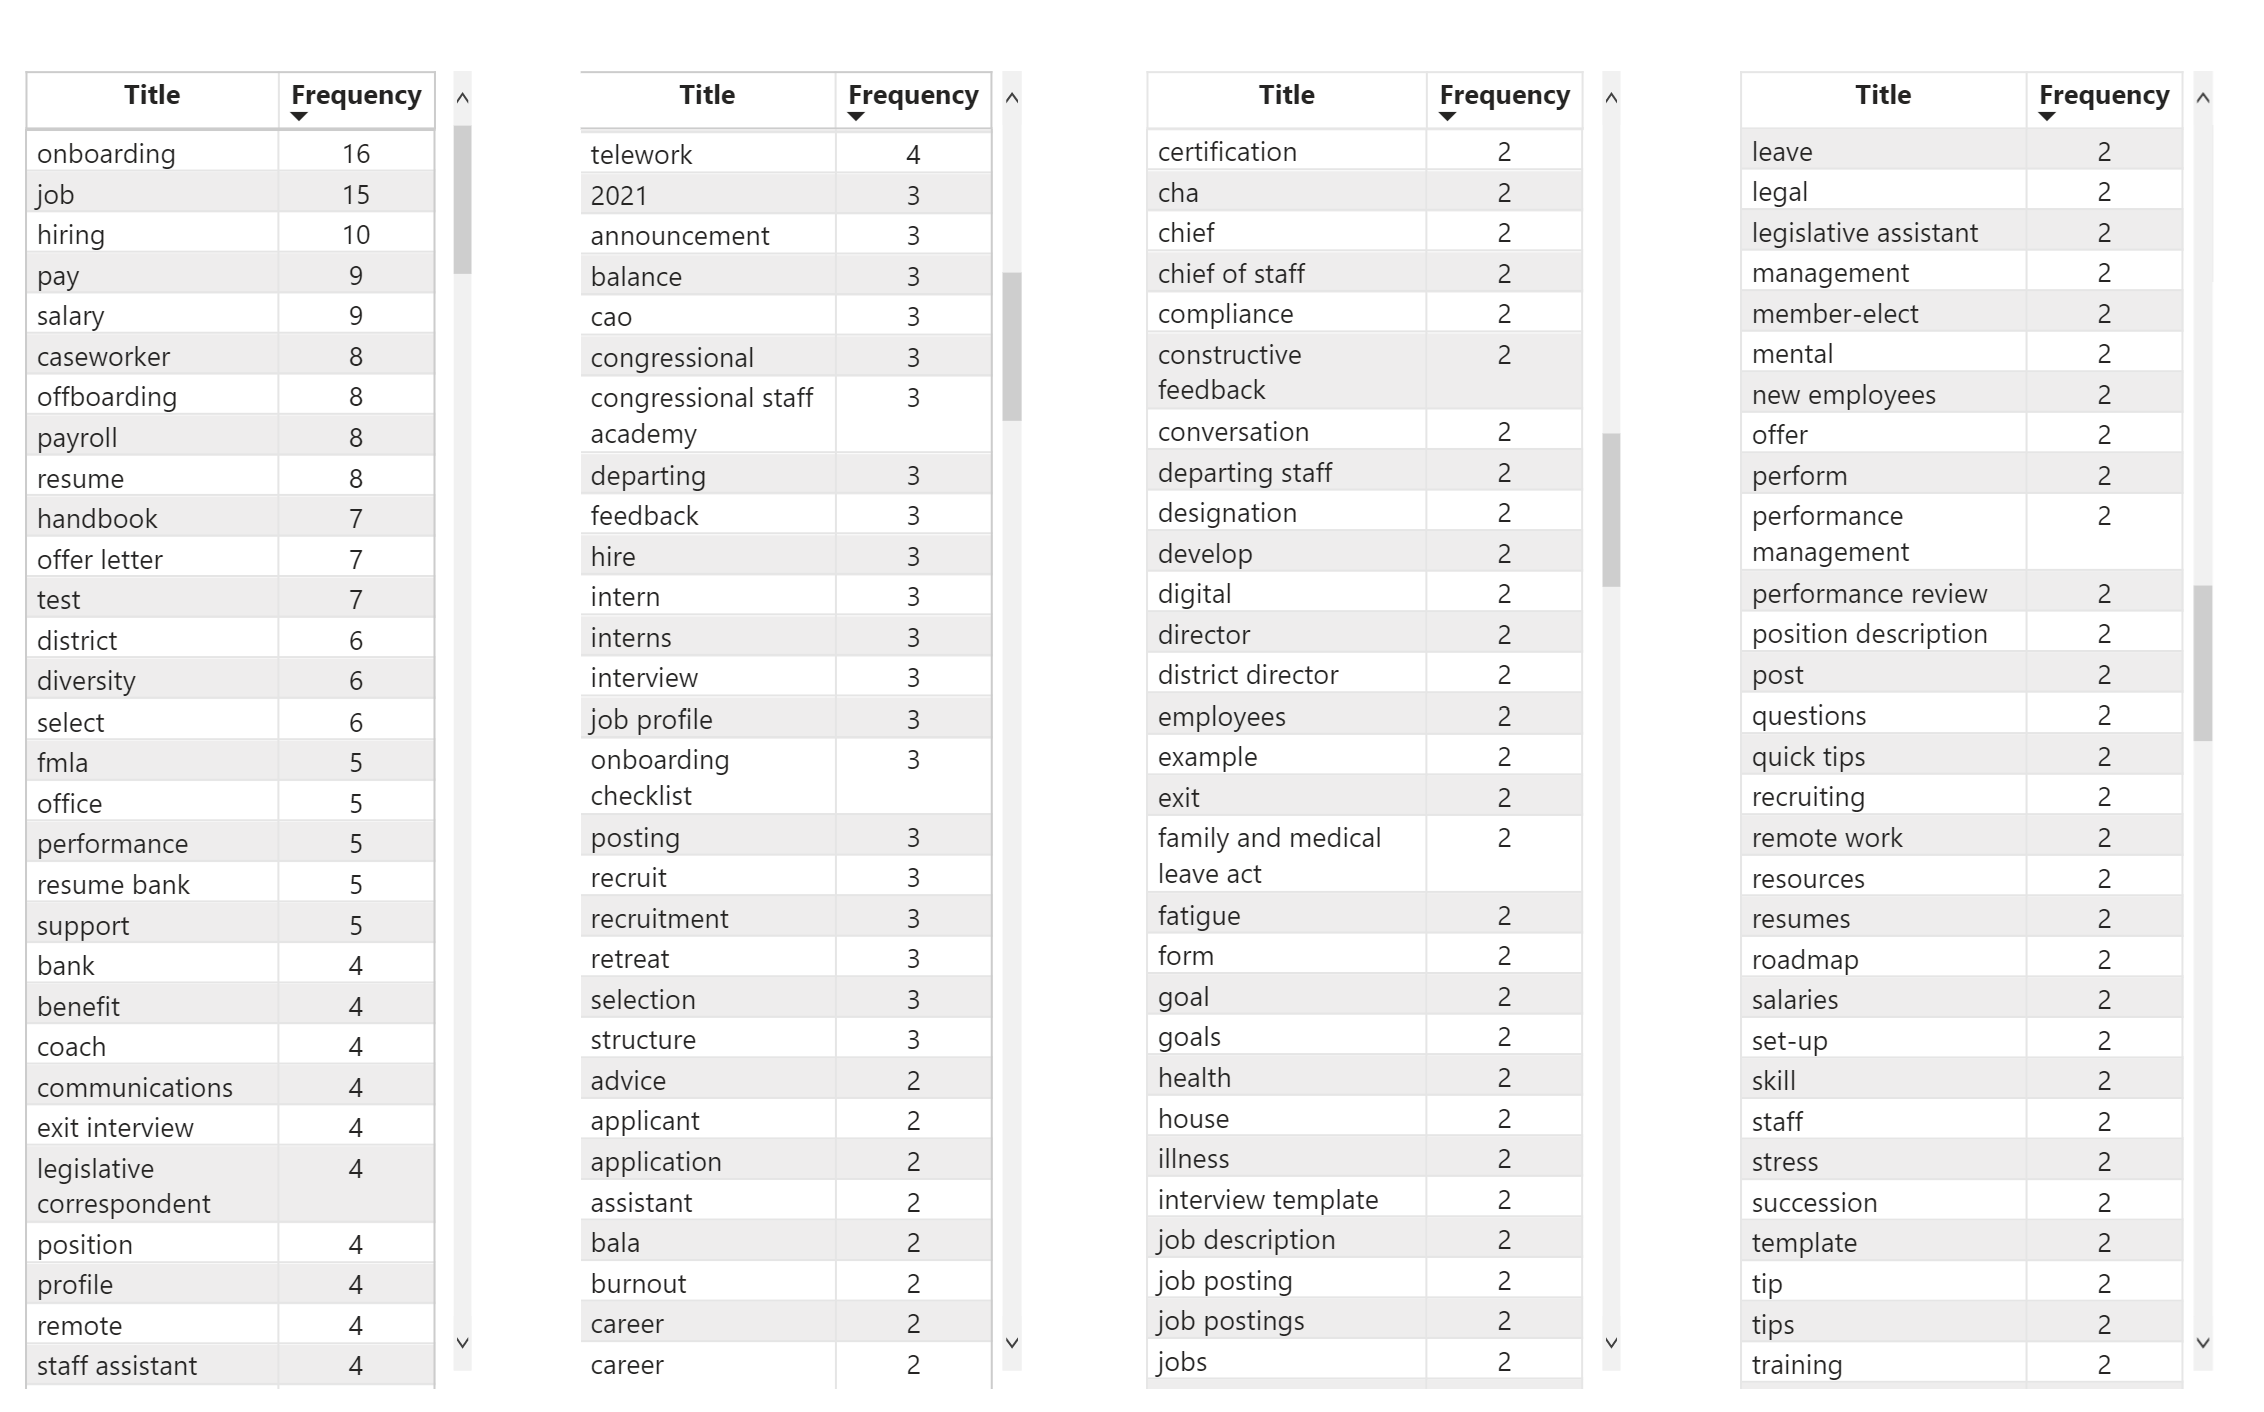 Title Frequency
onboarding 16
job 15
hiring 10
pay 9
salary 9
caseworker 8
offboarding 8
payroll 8
resume 8
handbook 7
offer letter 7
test 7
district 6
diversity 6
select 6
fmla 5
office 5
performance 5
resume bank 5
support 5
bank 4
benefit 4
coach 4
communications 4
exit interview 4
legislative 4
correspondent
position 4
profile 4
remote 4
staff assistant 4
Title Frequency
telework 4
2021 3
announcement 3
balance 3
cao 3
congressional 3
congressional staff 3
academy
departing 3
feedback 3
hire 3
intern 3
interns 3
interview 3
job profile 3
onboarding 3
checklist
posting 3
recruit 3
recruitment 3
retreat 3
selection 3
structure 3
advice 2
applicant 2
application 2
assistant 2
bala 2
burnout 2
career 2
career 2
Title Frequency
certification 2
cha 2
chief 2
chief of staff 2
compliance 2
constructive 2
feedback
conversation 2
departing staff 2
designation 2
develop 2
digital 2
director 2
district director 2
employees 2
example 2
exit 2
family and medical 2
leave act
fatigue 2
form 2
goal 2
goals 2
health 2
house 2
illness 2
interview template 2
job description 2
job posting 2
job postings 2
jobs 2
Title Frequency
leave 2
legal 2
legislative assistant 2
management 2
member-elect 2
mental 2
new employees 2
offer 2
perform 2
performance 2
management
performance review 2
position description 2
post 2
questions 2
quick tips 2
recruiting 2
remote work 2
resources 2
resumes 2
roadmap 2
salaries 2
set-up 2
skill 2
staff 2
stress 2
succession 2
template 2
tip 2
tips 2
training 2